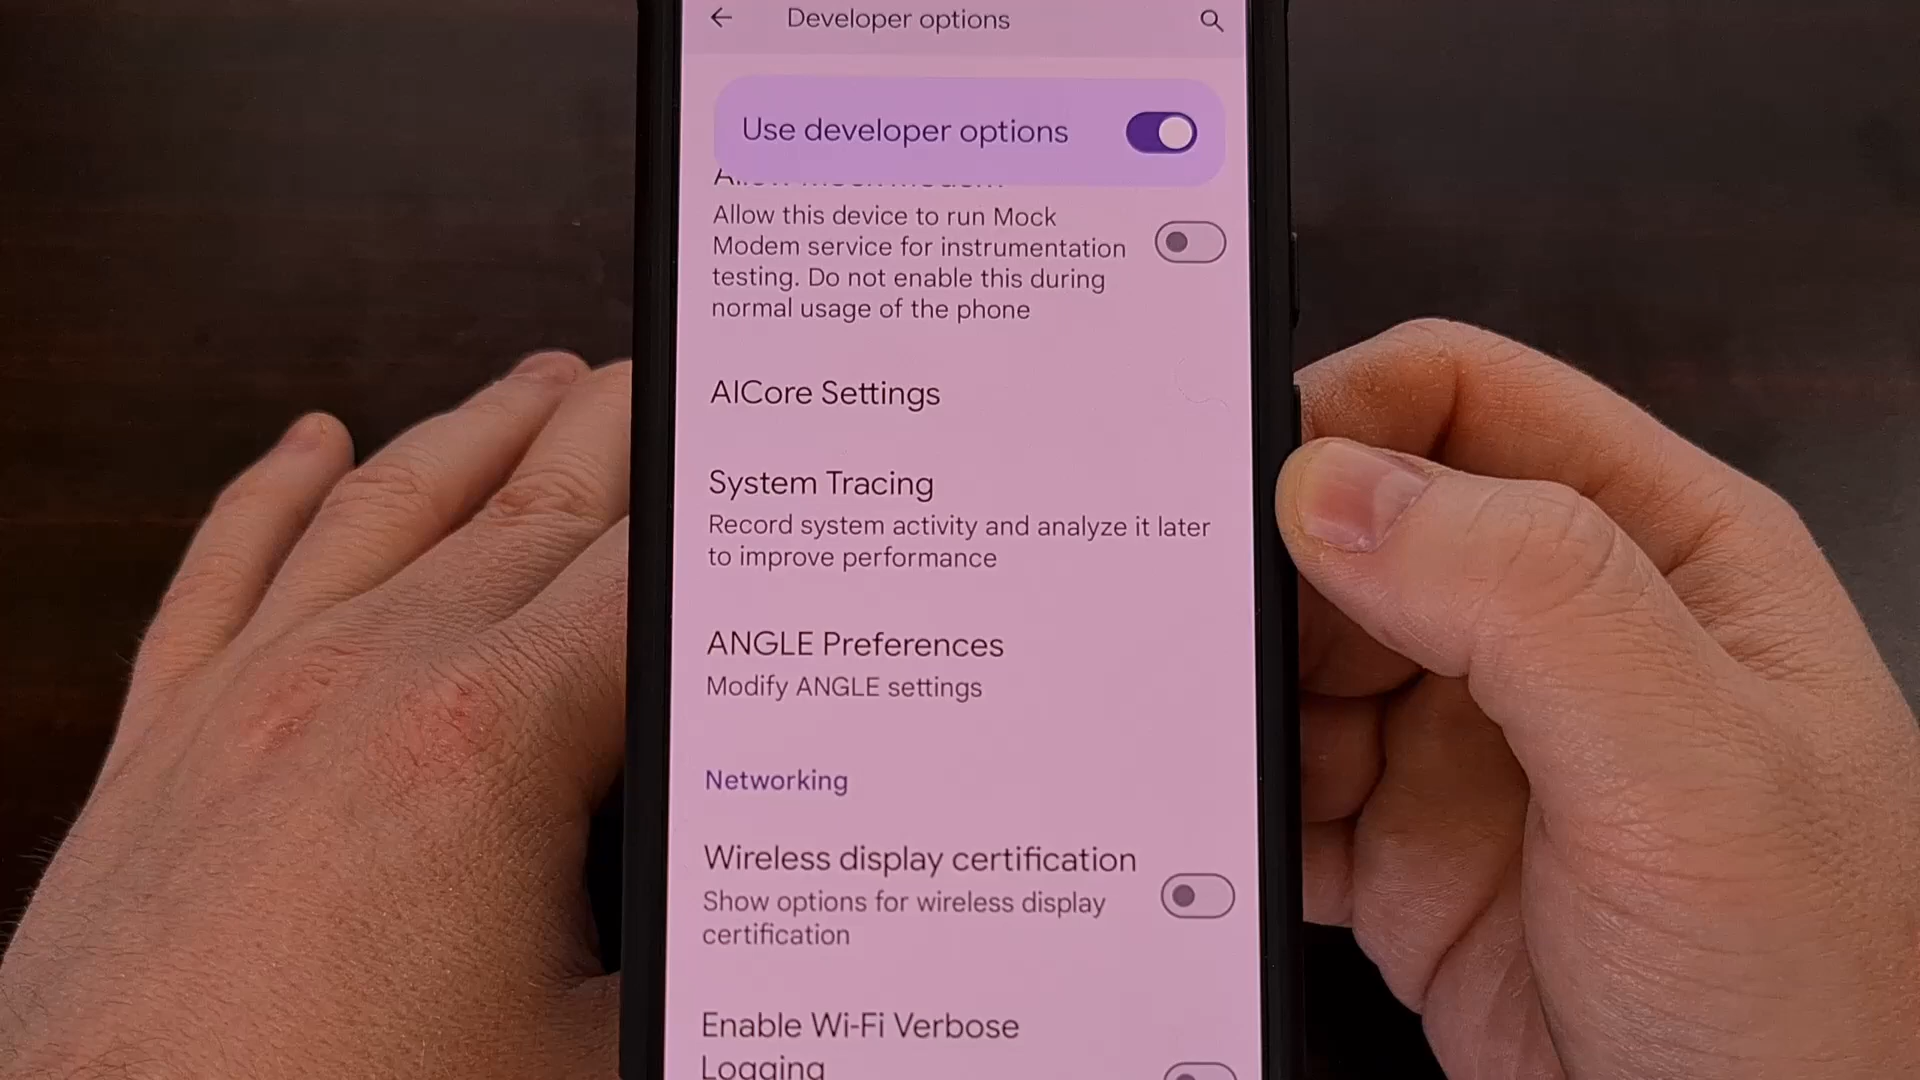 Developer options
Use developer options
Allow this device to run Mock
Modem service for instrumentation
testing. Do not enable this during
normal usage of the phone
AICore Settings
System Tracing
Record system activity and analyze it later
to improve performance
ANGLE Preferences
Modify ANGLE settings
Networking
Wireless display certification
Show options for wireless display
certification
Enable Wi-Fi Verbose
Logging